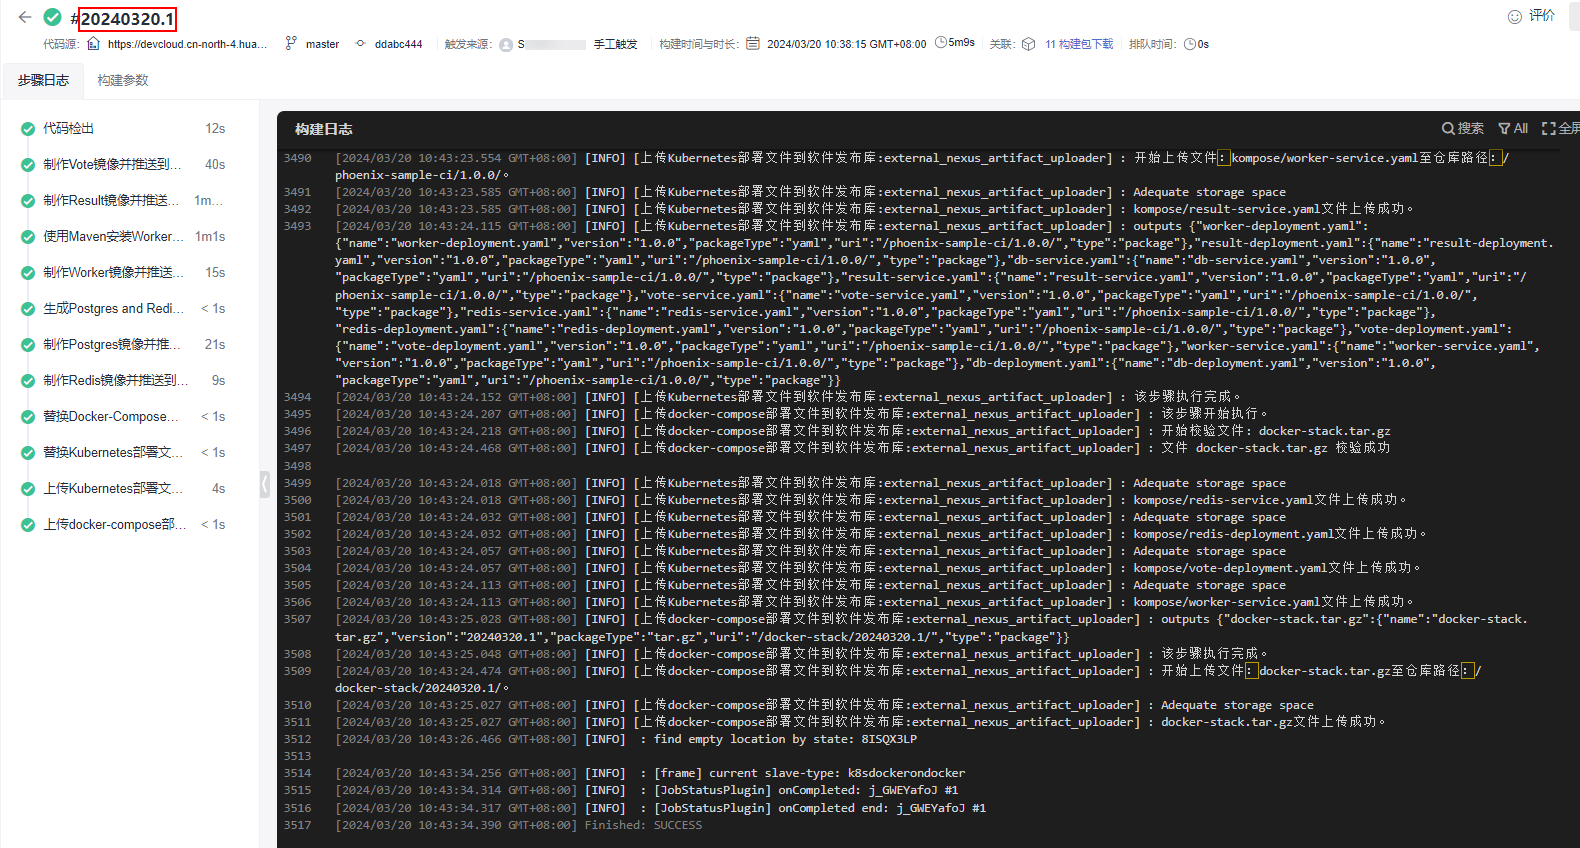 #20240320.1
评价
代码源: https://devcloud.cn-north-4.hua... master ddabc444 触发来源: S 手工触发 构建时间与时长: 2024/03/20 10:38:15 GMT+08:00 5m9s 关联: 11 构建包下载 排队时间: 0s
步骤日志 构建参数
代码检出 12s
制作Vote镜像并推送到... 40s
制作Result镜像并推送... 1m...
使用Maven安装Worker... 1m1s
制作Worker镜像并推送... 15s
生成Postgres and Redi... < 1s
制作Postgres镜像并推... 21s
制作Redis镜像并推送到... 9s
替换Docker-Compose... < 1s
替换Kubernetes部署文... < 1s
上传Kubernetes部署文... 4s
上传docker-compose部... < 1s
构建日志 搜索 All 全屏
3490 [2024/03/20 10:43:23.554 GMT+08:00] [INFO] [上传Kubernetes部署文件到软件发布库:external_nexus_artifact_uploader] : 开始上传文件：kompose/worker-service.yaml至仓库路径：/
phoenix-sample-ci/1.0.0/。
3491 [2024/03/20 10:43:23.585 GMT+08:00] [INFO] [上传Kubernetes部署文件到软件发布库:external_nexus_artifact_uploader] : Adequate storage space
3492 [2024/03/20 10:43:23.585 GMT+08:00] [INFO] [上传Kubernetes部署文件到软件发布库:external_nexus_artifact_uploader] : kompose/result-service.yaml文件上传成功。
3493 [2024/03/20 10:43:24.115 GMT+08:00] [INFO] [上传Kubernetes部署文件到软件发布库:external_nexus_artifact_uploader] : outputs {"worker-deployment.yaml":
{"name":"worker-deployment.yaml","version":"1.0.0","packageType":"yaml","uri":"/phoenix-sample-ci/1.0.0/","type":"package"},"result-deployment.yaml":{"name":"result-deployment.
yaml","version":"1.0.0","packageType":"yaml","uri":"/phoenix-sample-ci/1.0.0/","type":"package"},"db-service.yaml":{"name":"db-service.yaml","version":"1.0.0",
"packageType":"yaml","uri":"/phoenix-sample-ci/1.0.0/","type":"package"},"result-service.yaml":{"name":"result-service.yaml","version":"1.0.0","packageType":"yaml","uri":"/
phoenix-sample-ci/1.0.0/","type":"package"},"vote-service.yaml":{"name":"vote-service.yaml","version":"1.0.0","packageType":"yaml","uri":"/phoenix-sample-ci/1.0.0/",
"type":"package"},"redis-service.yaml":{"name":"redis-service.yaml","version":"1.0.0","packageType":"yaml","uri":"/phoenix-sample-ci/1.0.0/","type":"package"},
"redis-deployment.yaml":{"name":"redis-deployment.yaml","version":"1.0.0","packageType":"yaml","uri":"/phoenix-sample-ci/1.0.0/","type":"package"},"vote-deployment.yaml":
{"name":"vote-deployment.yaml","version":"1.0.0","packageType":"yaml","uri":"/phoenix-sample-ci/1.0.0/","type":"package"},"worker-service.yaml":{"name":"worker-service.yaml",
"version":"1.0.0","packageType":"yaml","uri":"/phoenix-sample-ci/1.0.0/","type":"package"},"db-deployment.yaml":{"name":"db-deployment.yaml","version":"1.0.0",
"packageType":"yaml","uri":"/phoenix-sample-ci/1.0.0/","type":"package"}}
3494 [2024/03/20 10:43:24.152 GMT+08:00] [INFO] [上传Kubernetes部署文件到软件发布库:external_nexus_artifact_uploader] : 该步骤执行完成。
3495 [2024/03/20 10:43:24.207 GMT+08:00] [INFO] [上传docker-compose部署文件到软件发布库:external_nexus_artifact_uploader] : 该步骤开始执行。
3496 [2024/03/20 10:43:24.218 GMT+08:00] [INFO] [上传docker-compose部署文件到软件发布库:external_nexus_artifact_uploader] : 开始校验文件: docker-stack.tar.gz
3497 [2024/03/20 10:43:24.468 GMT+08:00] [INFO] [上传docker-compose部署文件到软件发布库:external_nexus_artifact_uploader] : 文件 docker-stack.tar.gz 校验成功
3498
3499 [2024/03/20 10:43:24.018 GMT+08:00] [INFO] [上传Kubernetes部署文件到软件发布库:external_nexus_artifact_uploader] : Adequate storage space
3500 [2024/03/20 10:43:24.018 GMT+08:00] [INFO] [上传Kubernetes部署文件到软件发布库:external_nexus_artifact_uploader] : kompose/redis-service.yaml文件上传成功。
3501 [2024/03/20 10:43:24.032 GMT+08:00] [INFO] [上传Kubernetes部署文件到软件发布库:external_nexus_artifact_uploader] : Adequate storage space
3502 [2024/03/20 10:43:24.032 GMT+08:00] [INFO] [上传Kubernetes部署文件到软件发布库:external_nexus_artifact_uploader] : kompose/redis-deployment.yaml文件上传成功。
3503 [2024/03/20 10:43:24.057 GMT+08:00] [INFO] [上传Kubernetes部署文件到软件发布库:external_nexus_artifact_uploader] : Adequate storage space
3504 [2024/03/20 10:43:24.057 GMT+08:00] [INFO] [上传Kubernetes部署文件到软件发布库:external_nexus_artifact_uploader] : kompose/vote-deployment.yaml文件上传成功。
3505 [2024/03/20 10:43:24.113 GMT+08:00] [INFO] [上传Kubernetes部署文件到软件发布库:external_nexus_artifact_uploader] : Adequate storage space
3506 [2024/03/20 10:43:24.113 GMT+08:00] [INFO] [上传Kubernetes部署文件到软件发布库:external_nexus_artifact_uploader] : kompose/worker-service.yaml文件上传成功。
3507 [2024/03/20 10:43:25.028 GMT+08:00] [INFO] [上传docker-compose部署文件到软件发布库:external_nexus_artifact_uploader] : outputs {"docker-stack.tar.gz":{"name":"docker-stack.
tar.gz","version":"20240320.1","packageType":"tar.gz","uri":"/docker-stack/20240320.1/","type":"package"}}
3508 [2024/03/20 10:43:25.048 GMT+08:00] [INFO] [上传docker-compose部署文件到软件发布库:external_nexus_artifact_uploader] : 该步骤执行完成。
3509 [2024/03/20 10:43:24.474 GMT+08:00] [INFO] [上传docker-compose部署文件到软件发布库:external_nexus_artifact_uploader] : 开始上传文件：docker-stack.tar.gz至仓库路径：/
docker-stack/20240320.1/。
3510 [2024/03/20 10:43:25.027 GMT+08:00] [INFO] [上传docker-compose部署文件到软件发布库:external_nexus_artifact_uploader] : Adequate storage space
3511 [2024/03/20 10:43:25.027 GMT+08:00] [INFO] [上传docker-compose部署文件到软件发布库:external_nexus_artifact_uploader] : docker-stack.tar.gz文件上传成功。
3512 [2024/03/20 10:43:26.466 GMT+08:00] [INFO] : find empty location by state: 8ISQX3LP
3513
3514 [2024/03/20 10:43:34.256 GMT+08:00] [INFO] : [frame] current slave-type: k8sdockerondocker
3515 [2024/03/20 10:43:34.314 GMT+08:00] [INFO] : [JobStatusPlugin] onCompleted: j_GWEYafoJ #1
3516 [2024/03/20 10:43:34.317 GMT+08:00] [INFO] : [JobStatusPlugin] onCompleted end: j_GWEYafoJ #1
3517 [2024/03/20 10:43:34.390 GMT+08:00] Finished: SUCCESS